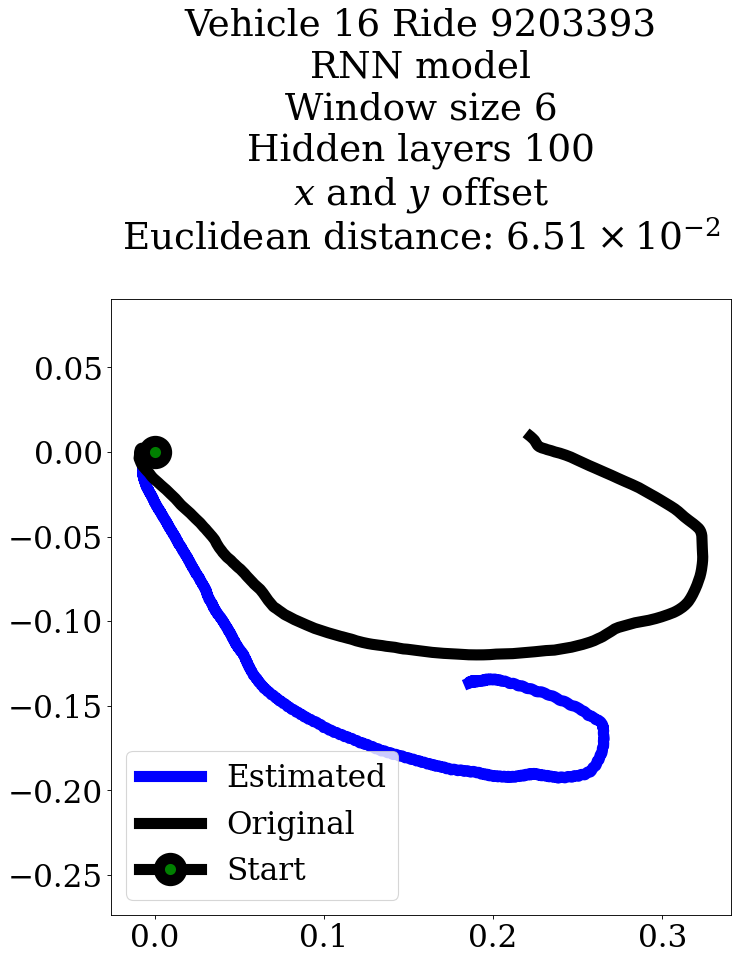 Vehicle 16 Ride 9203393
RNN model
Window size 6
Hidden layers 100
x and y offset
Euclidean distance: 6.51 × 10⁻²
0.05
0.00
−0.05
−0.10
−0.15
−0.20
−0.25
Estimated
Original
Start
0.0 0.1 0.2 0.3